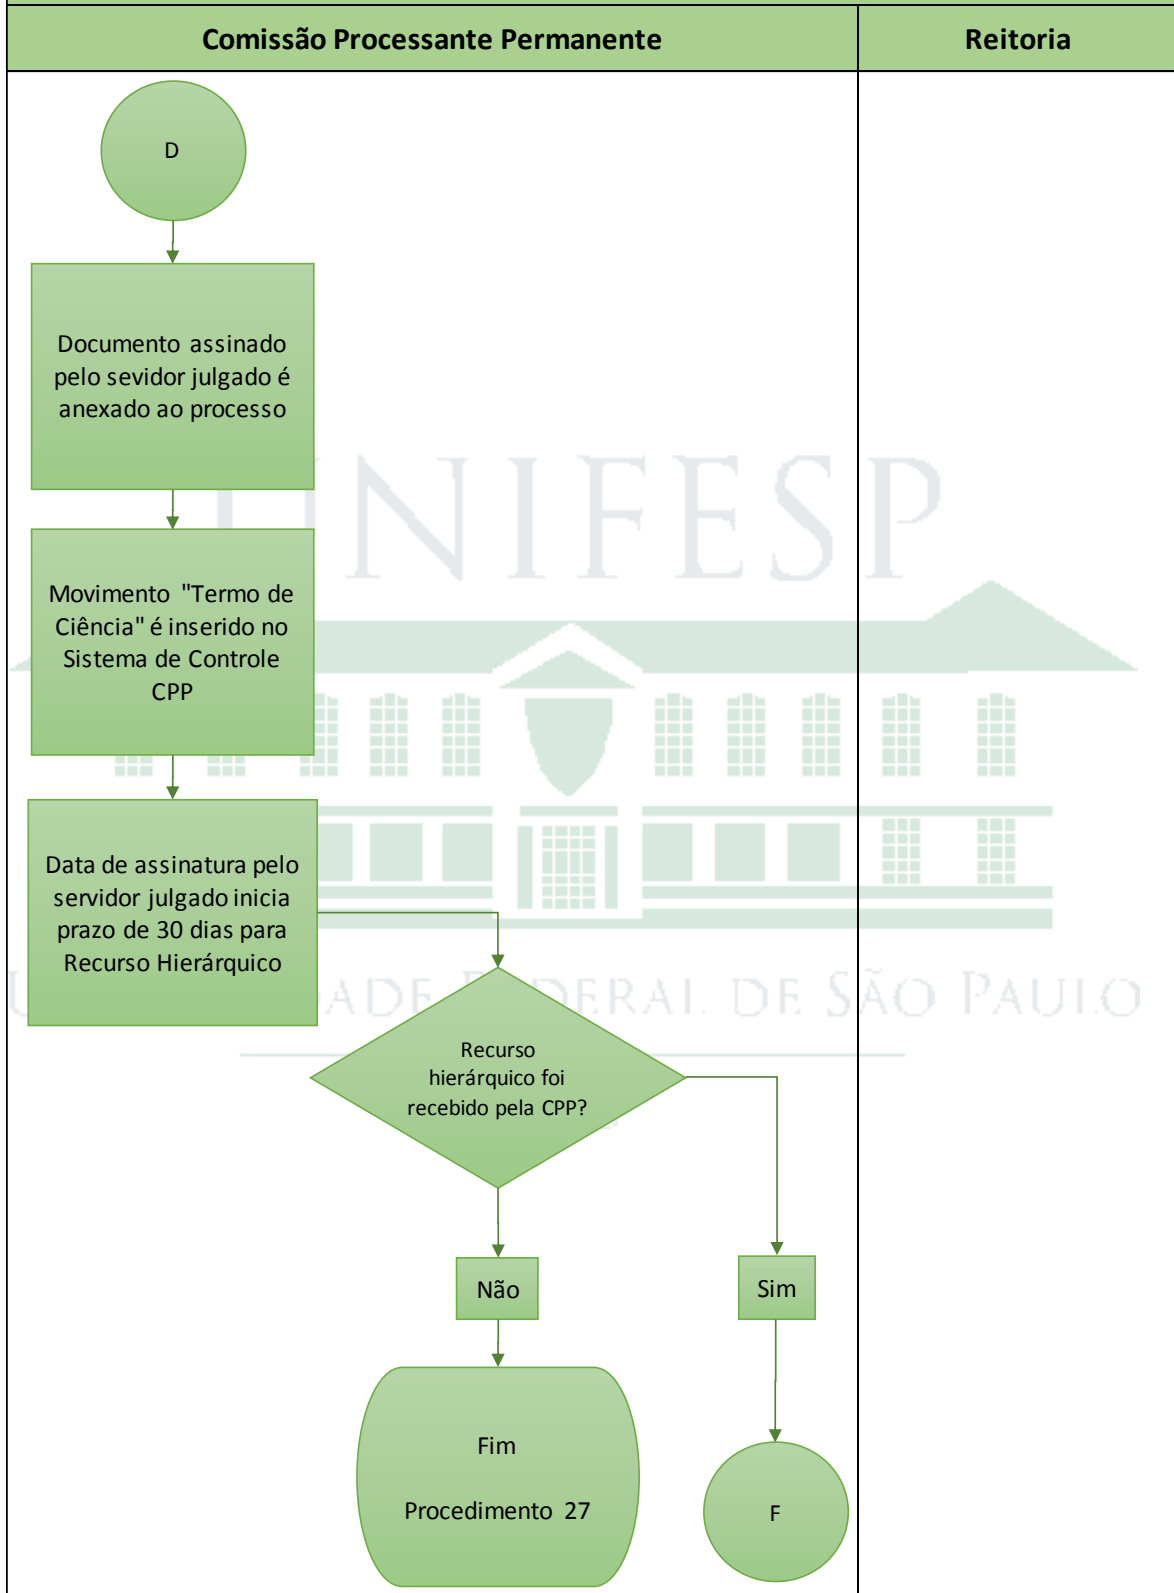 Comissão Processante Permanente
Reitoria
D
Documento assinado
pelo sevidor julgado é
anexado ao processo
Movimento "Termo de
Ciência" é inserido no
Sistema de Controle
CPP
Data de assinatura pelo
servidor julgado inicia
prazo de 30 dias para
Recurso Hierárquico
Recurso
hierárquico foi
recebido pela CPP?
Não
Sim
Fim
Procedimento 27
F
UNIFESP
FEDERAL DE SÃO PAULO